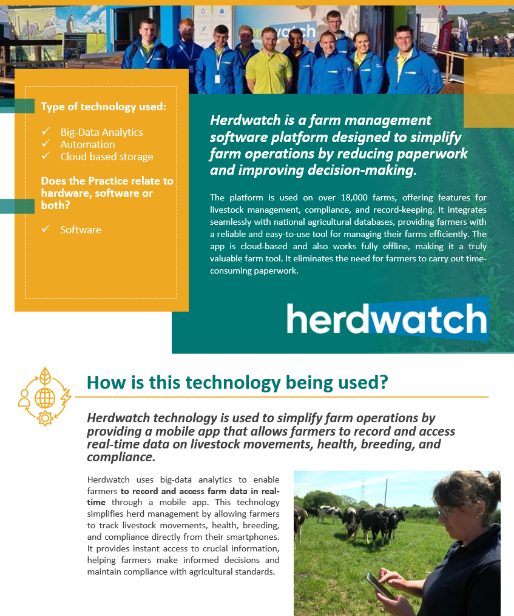 Type of technology used:
✓ Big-Data Analytics
✓ Automation
✓ Cloud based storage
Does the Practice relate to
hardware, software or
both?
✓ Software
Herdwatch is a farm management
software platform designed to simplify
farm operations by reducing paperwork
and improving decision-making.
The platform is used on over 18,000 farms, offering features for
livestock management, compliance, and record-keeping. It integrates
seamlessly with national agricultural databases, providing farmers with
a reliable and easy-to-use tool for managing their farms efficiently. The
app is cloud-based and also works fully offline, making it a truly
valuable farm tool. It eliminates the need for farmers to carry out time-
consuming paperwork.
herdwatch
How is this technology being used?
Herdwatch technology is used to simplify farm operations by
providing a mobile app that allows farmers to record and access
real-time data on livestock movements, health, breeding, and
compliance.
Herdwatch uses big-data analytics to enable
farmers to record and access farm data in real-
time through a mobile app. This technology
simplifies herd management by allowing farmers
to track livestock movements, health, breeding,
and compliance directly from their smartphones.
It provides instant access to crucial information,
helping farmers make informed decisions and
maintain compliance with agricultural standards.